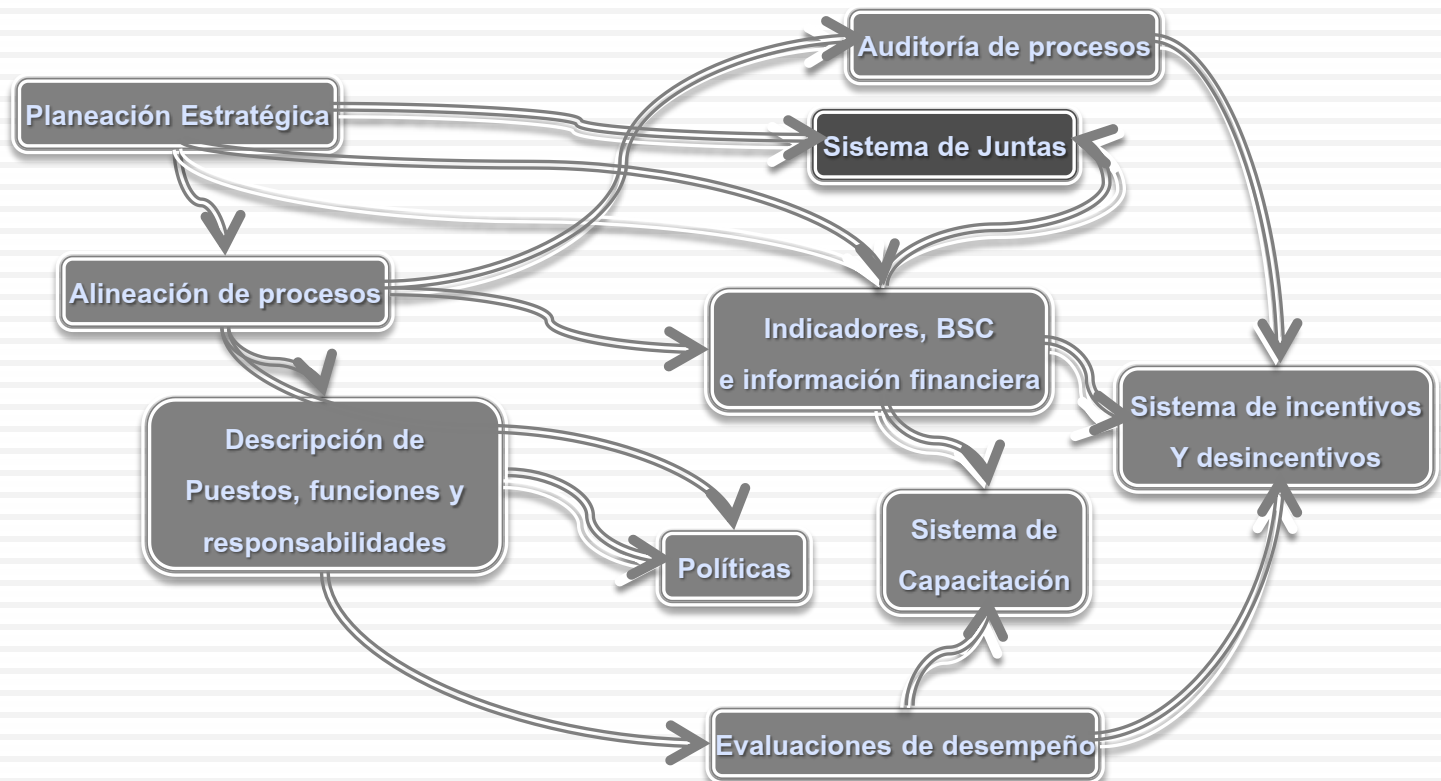 Auditoría de procesos
Planeación Estratégica
Sistema de Juntas
Alineación de procesos
Indicadores, BSC
e información financiera
Sistema de incentivos
Y desincentivos
Descripción de
Puestos, funciones y
responsabilidades
Sistema de
Capacitación
Políticas
Evaluaciones de desempeño